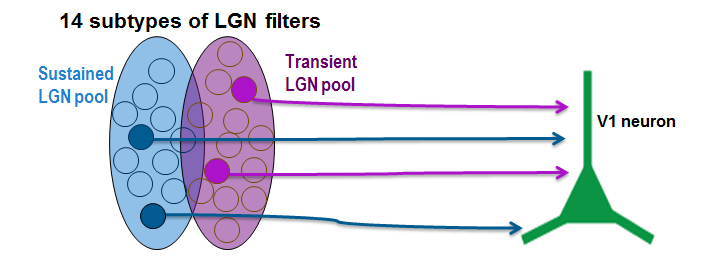 14 subtypes of LGN filters
Sustained
LGN pool
Transient
LGN pool
V1 neuron